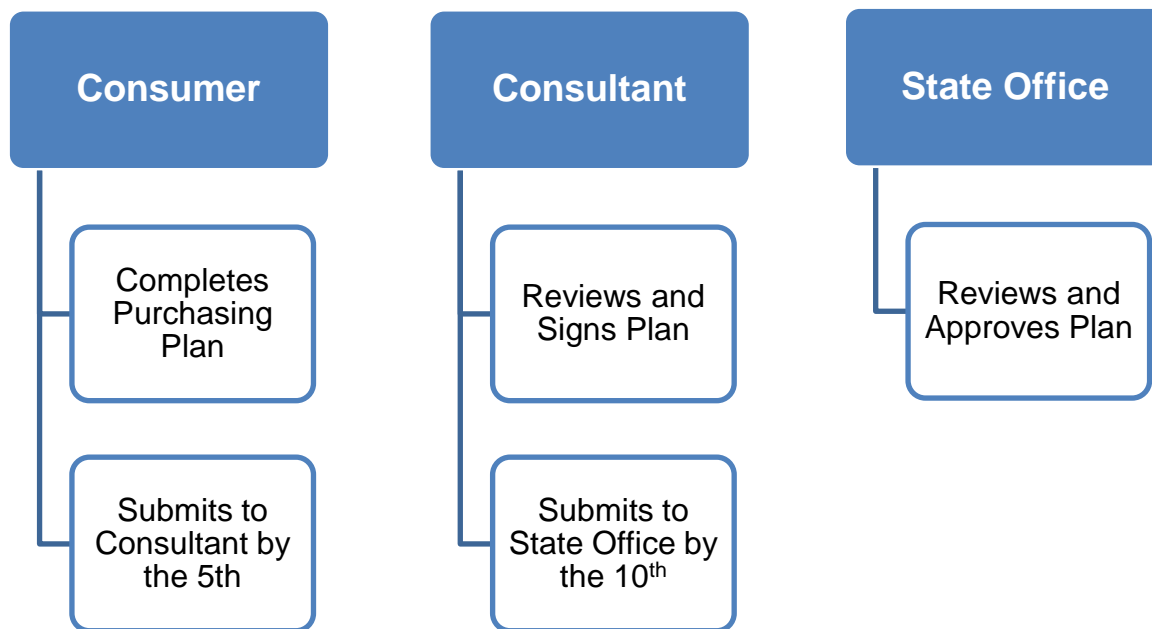 Consumer
Completes
Purchasing
Plan
Submits to
Consultant by
the 5th
Consultant
Reviews and
Signs Plan
Submits to
State Office by
the 10th
State Office
Reviews and
Approves Plan